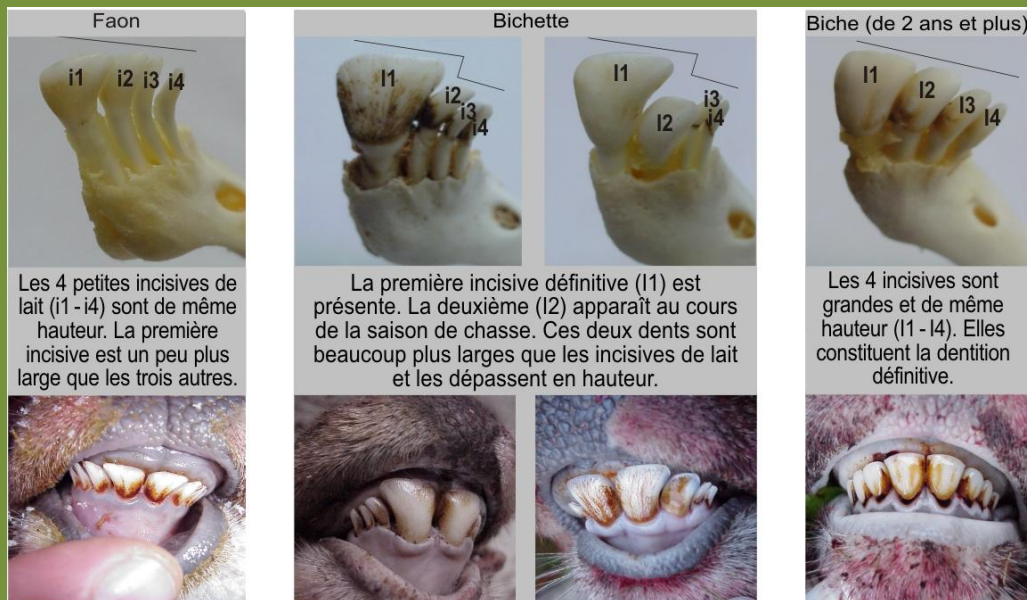 Faon
i1 i2 i3 i4
Les 4 petites incisives de
lait (i1 - i4) sont de même
hauteur. La première
incisive est un peu plus
large que les trois autres.
Bichette
I1 i2 i3 i4
I1 I2 i3 i4
La première incisive définitive (I1) est
présente. La deuxième (I2) apparaît au cours
de la saison de chasse. Ces deux dents sont
beaucoup plus larges que les incisives de lait
et les dépassent en hauteur.
Biche (de 2 ans et plus)
I1 I2 I3 I4
Les 4 incisives sont
grandes et de même
hauteur (I1 - I4). Elles
constituent la dentition
définitive.